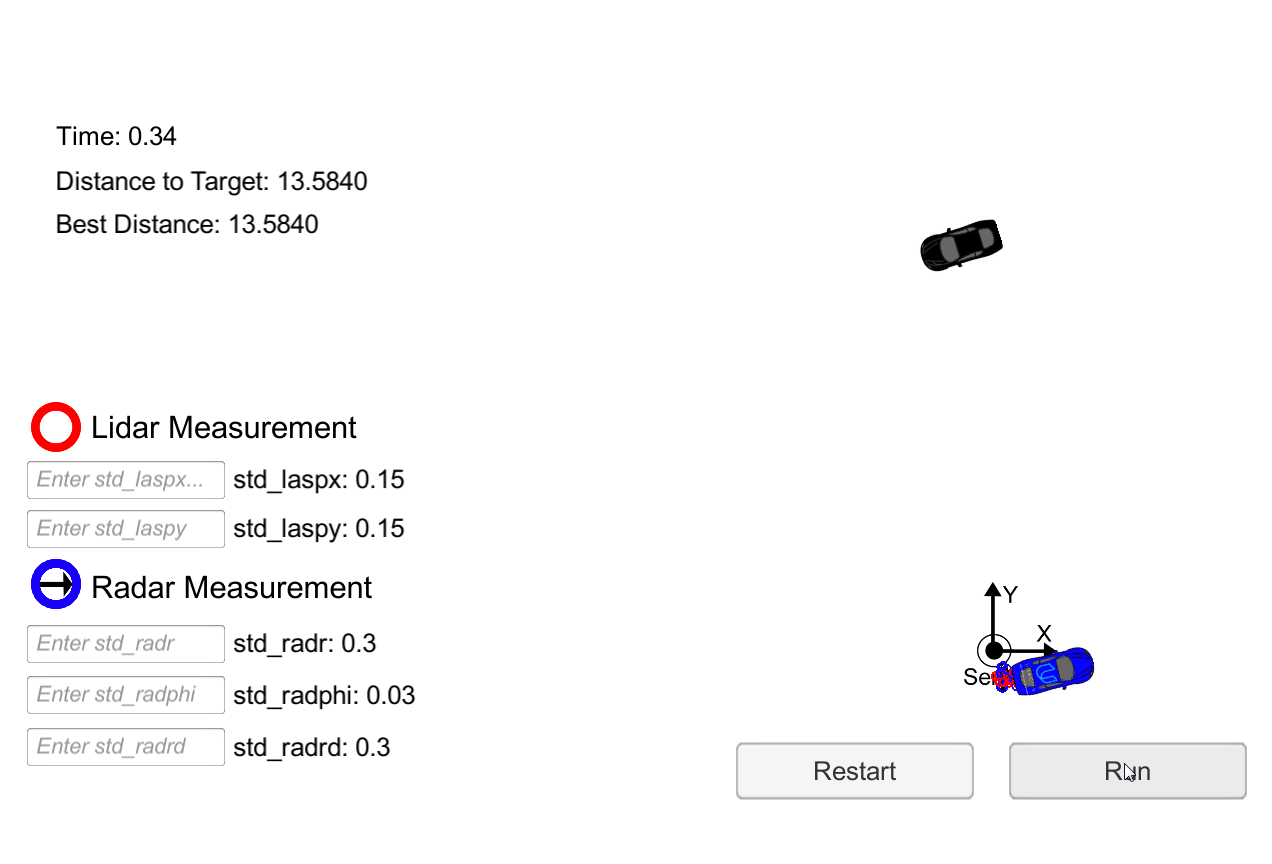 Time: 0.34
Distance to Target: 13.5840
Best Distance: 13.5840
Lidar Measurement
Enter std_laspx... std_laspx: 0.15
Enter std_laspy std_laspy: 0.15
Radar Measurement
Enter std_radr std_radr: 0.3
Enter std_radphi std_radphi: 0.03
Enter std_radrd std_radrd: 0.3
Y
X
Se
Restart Run